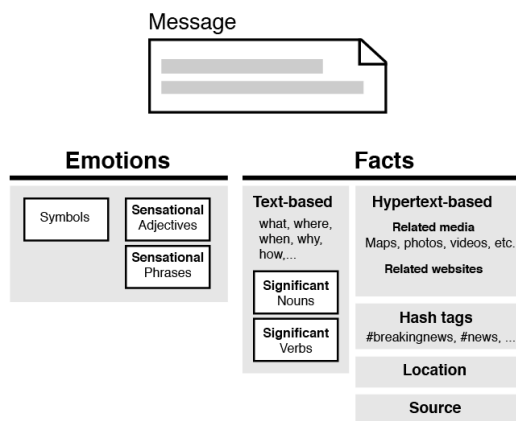 Message
Emotions
Symbols
Sensational
Adjectives
Sensational
Phrases
Facts
Text-based
what, where,
when, why,
how,...
Significant
Nouns
Significant
Verbs
Hypertext-based
Related media
Maps, photos, videos, etc.
Related websites
Hash tags
#breakingnews, #news, ...
Location
Source